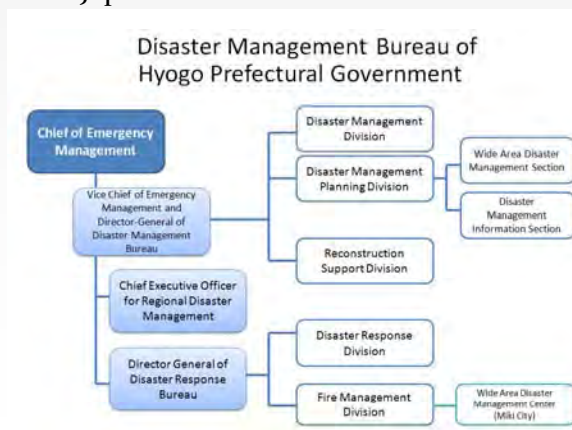 Disaster Management Bureau of
Hyogo Prefectural Government
Chief of Emergency
Management
Vice Chief of Emergency
Management and
Director-General of
Disaster Management
Bureau
Chief Executive Officer
for Regional Disaster
Management
Director General of
Disaster Response
Bureau
Disaster Management
Division
Disaster Management
Planning Division
Reconstruction
Support Division
Disaster Response
Division
Fire Management
Division
Wide Area Disaster
Management Section
Disaster
Management
Information Section
Wide Area Disaster
Management Center
(Miki City)